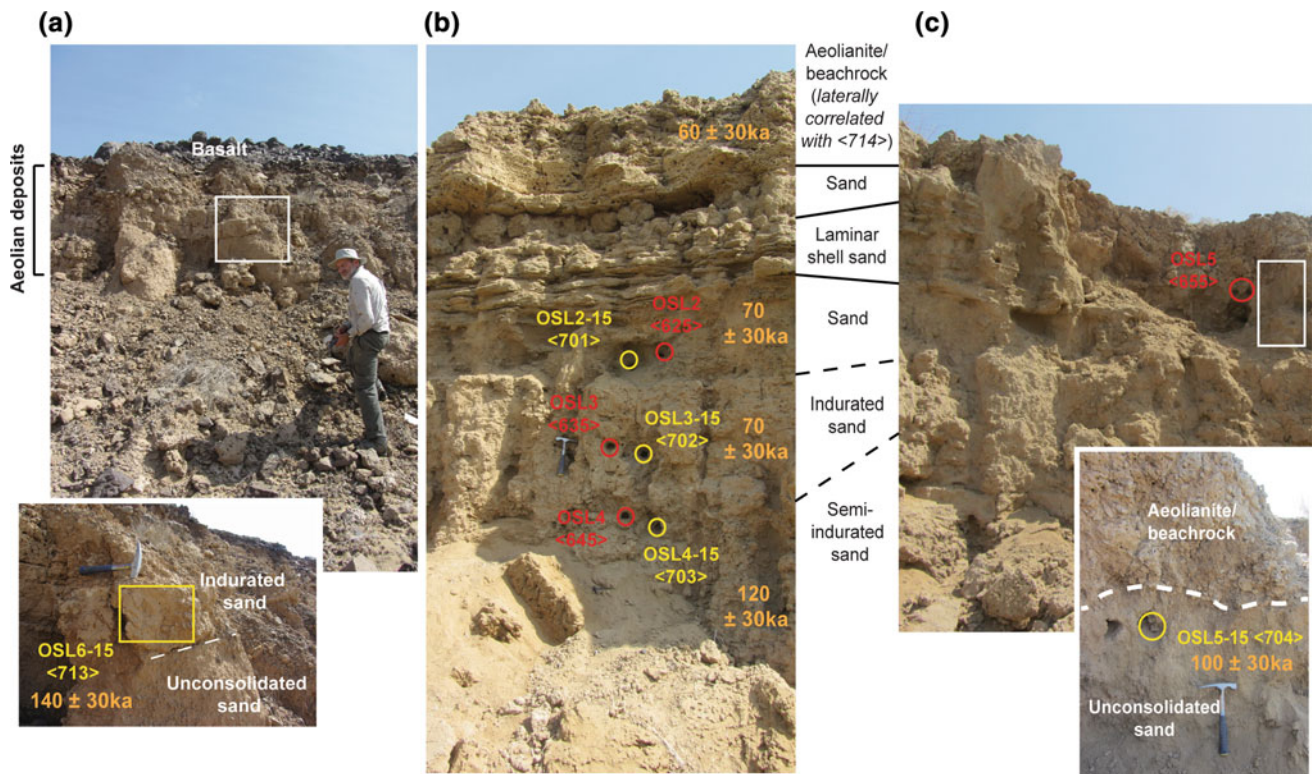 (a)
Aeolian deposits
Basalt
Indurated
sand
OSL6-15
<713>
140 ± 30ka
Unconsolidated
sand
(b)
60 ± 30ka
OSL2-15
<701>
OSL2
<625>
70
± 30ka
OSL3
<635>
OSL3-15
<702>
70
± 30ka
OSL4
<645>
OSL4-15
<703>
120
± 30ka
Aeolianite/
beachrock
(laterally
correlated
with <714>)
Sand
Laminar
shell sand
Sand
Indurated
sand
Semi-
indurated
sand
(c)
OSL5
<655>
Aeolianite/
beachrock
OSL5-15 <704>
100 ± 30ka
Unconsolidated
sand